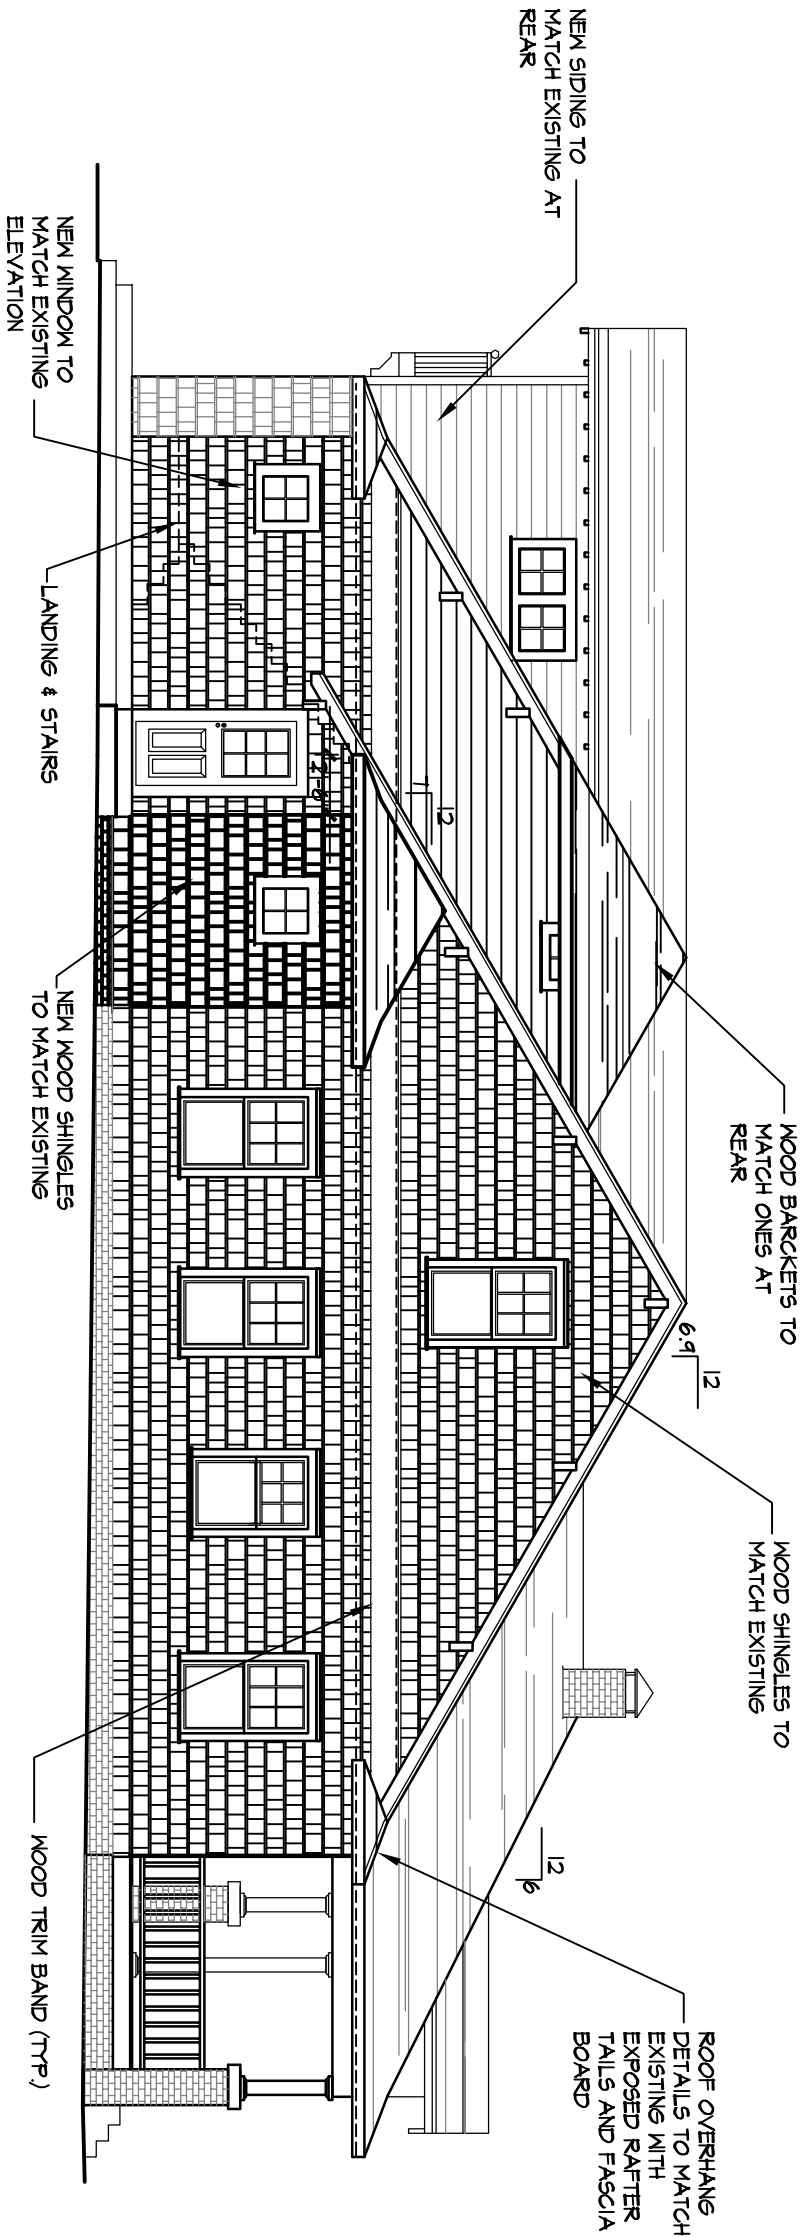 NEW SIDING TO
MATCH EXISTING AT
REAR
WOOD BARCKETS TO
MATCH ONES AT
REAR
WOOD SHINGLES TO
MATCH EXISTING
ROOF OVERHANG
DETAILS TO MATCH
EXISTING WITH
EXPOSED RAFTER
TAILS AND FASCIA
BOARD
12
6.9
12
6
12
7
NEW WINDOW TO
MATCH EXISTING
ELEVATION
LANDING & STAIRS
NEW WOOD SHINGLES
TO MATCH EXISTING
WOOD TRIM BAND (TYP.)